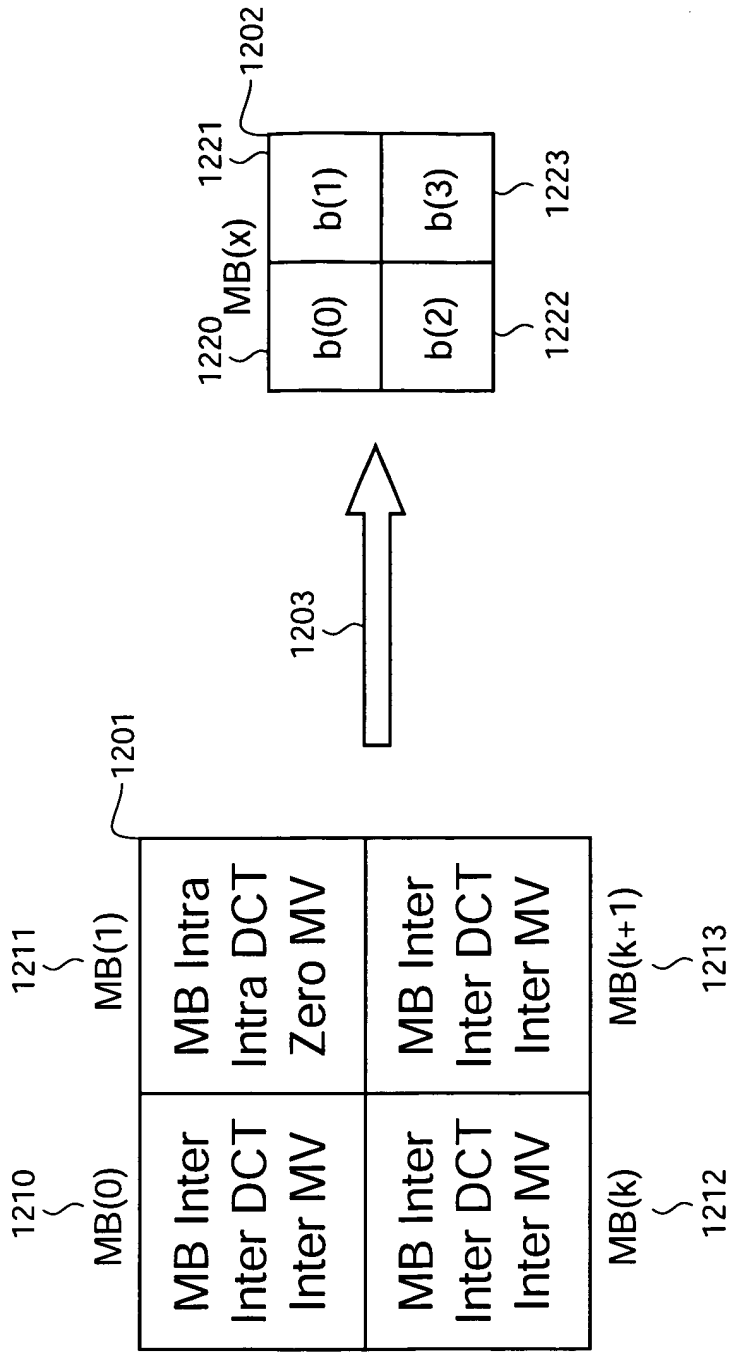 1210
MB(0)
1211
MB(1)
1201
MB Inter
Inter DCT
Inter MV
MB Intra
Intra DCT
Zero MV
MB Inter
Inter DCT
Inter MV
MB Inter
Inter DCT
Inter MV
MB(k)
1212
MB(k+1)
1213
1203
1220
MB(x)
1221
1202
b(0)
b(1)
b(2)
b(3)
1222
1223